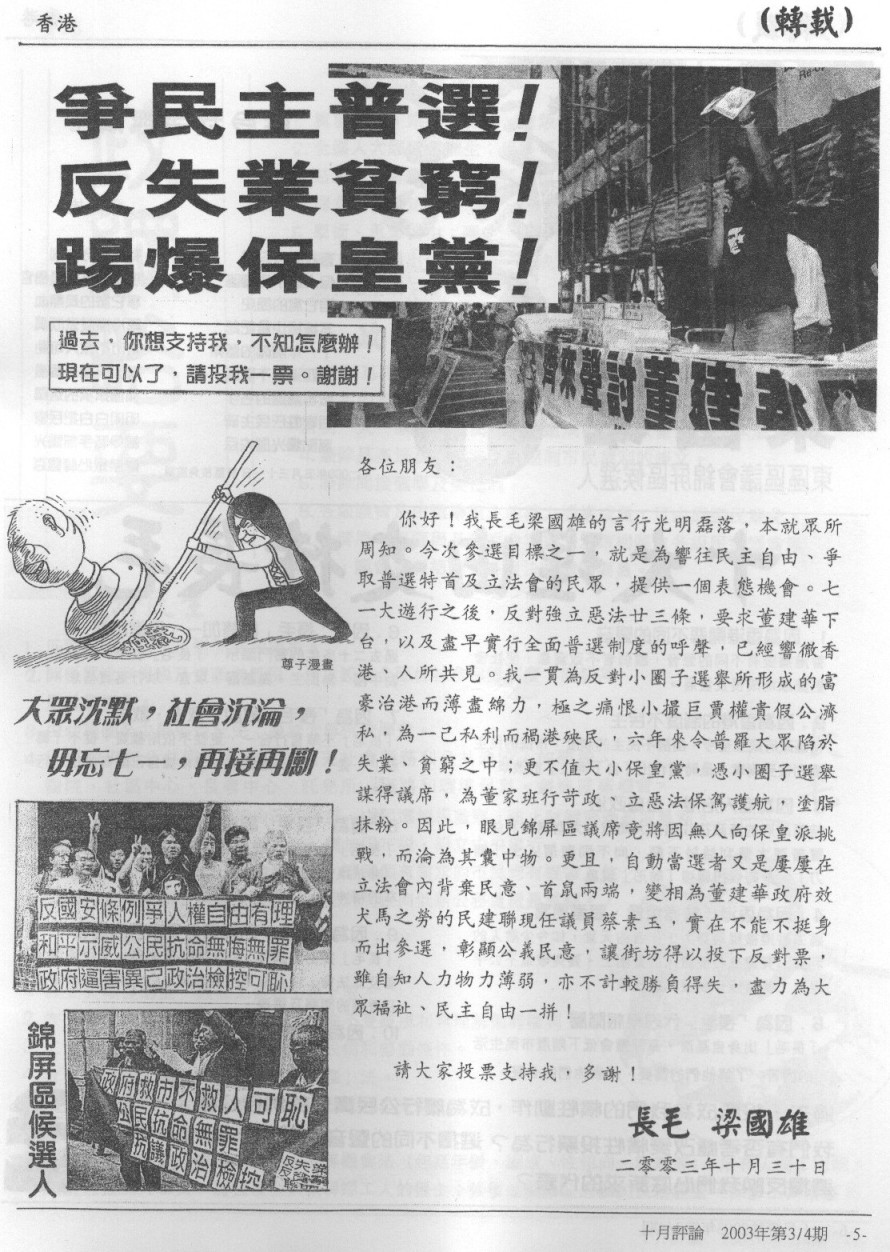 香港
(轉載)
爭民主普選!
反失業貧窮!
踢爆保皇黨!
過去，你想支持我，不知怎麼辦！
現在可以了，請投我一票。謝謝！
齊來聲討董建華
尊子漫畫
大眾沈默，社會沉淪，
毋忘七一，再接再勵！
反國安條例爭人權自由有理
和平示威公民抗命無悔無罪
政府逼害異己政治檢控可恥
政府救市不救人可恥
公民抗命無罪
抗議政治檢控
錦屏區候選人
各位朋友：
你好！我長毛梁國雄的言行光明磊落，本就眾所
周知。今次參選目標之一，就是為響往民主自由、爭
取普選特首及立法會的民眾，提供一個表態機會。七
一大遊行之後，反對強立惡法廿三條，要求董建華下
台，以及盡早實行全面普選制度的呼聲，已經響徹香
港，人所共見。我一貫為反對小圈子選舉所形成的富
豪治港而薄盡綿力，極之痛恨小撮巨賈權貴假公濟
私，為一己私利而禍港殃民，六年來令普羅大眾陷於
失業、貧窮之中；更不值大小保皇黨，憑小圈子選舉
謀得議席，為董家班行苛政、立惡法保駕護航，塗脂
抹粉。因此，眼見錦屏區議席竟將因無人向保皇派挑
戰，而淪為其囊中物。更且，自動當選者又是屢屢在
立法會內背棄民意、首鼠兩端，變相為董建華政府效
犬馬之勞的民建聯現任議員蔡素玉，實在不能不挺身
而出參選，彰顯公義民意，讓街坊得以投下反對票，
雖自知人力物力薄弱，亦不計較勝負得失，盡力為大
眾福祉、民主自由一拼！
請大家投票支持我，多謝！
長毛 梁國雄
二零零三年十月三十日
十月評論 2003年第3/4期 -5-